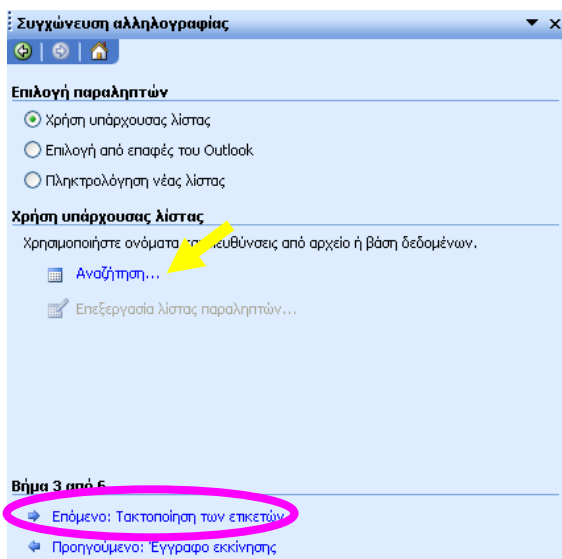 Συγχώνευση αλληλογραφίας
Επιλογή παραληπτών
Χρήση υπάρχουσας λίστας
Επιλογή από επαφές του Outlook
Πληκτρολόγηση νέας λίστας
Χρήση υπάρχουσας λίστας
Χρησιμοποιήστε ονόματα από αρχείο ή βάση δεδομένων.
Αναζήτηση...
Επεξεργασία λίστας παραληπτών...
Βήμα 3 από 6
Επόμενο: Τακτοποίηση των ετικετών
Προηγούμενο: Έγγραφο εκκίνησης